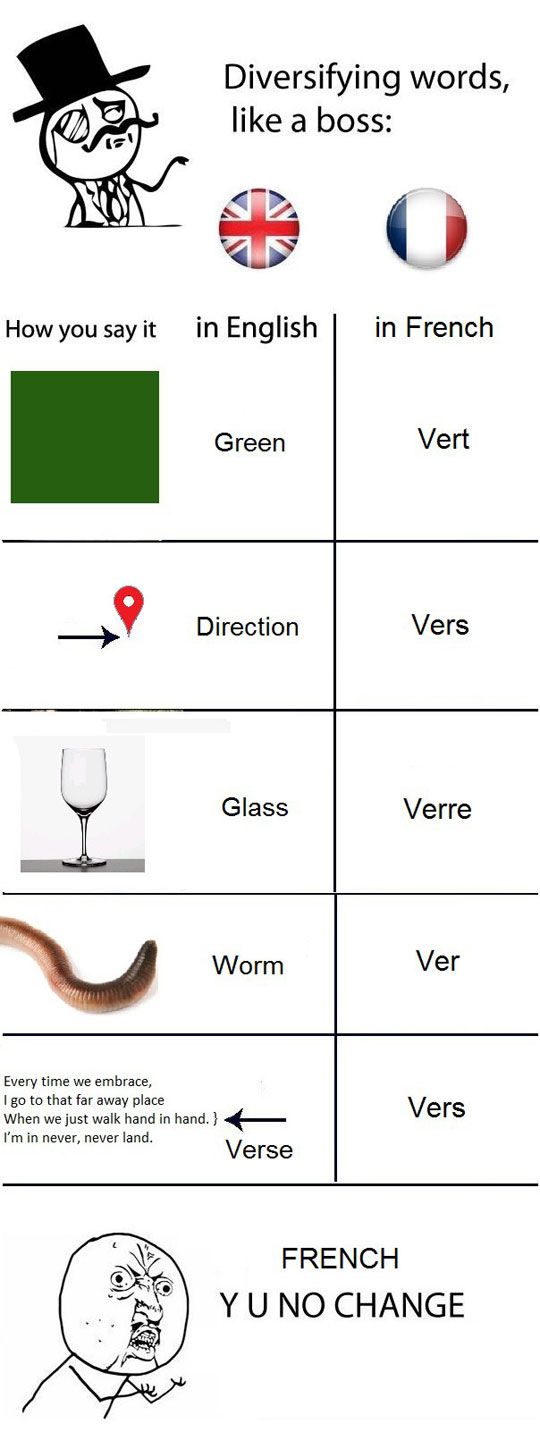 Diversifying words,
like a boss:
How you say it in English in French
Green Vert
Direction Vers
Glass Verre
Worm Ver
Every time we embrace,
I go to that far away place
When we just walk hand in hand. }
I'm in never, never land.
Verse Vers
FRENCH
Y U NO CHANGE